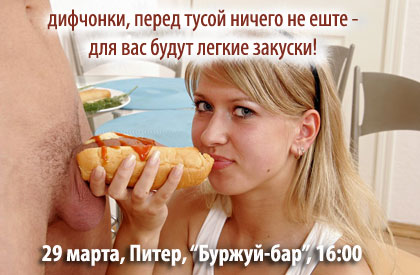 дифчонки, перед тусой ничего не еште -
для вас будут легкие закуски!
29 марта, Питер, “Буржуй-бар”, 16:00